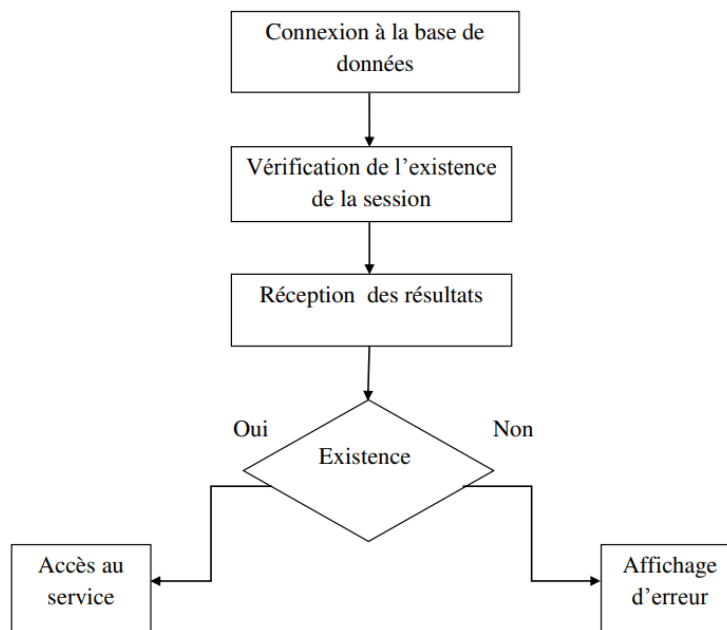 Connexion à la base de
données
Vérification de l’existence
de la session
Réception des résultats
Oui
Non
Existence
Accès au
service
Affichage
d’erreur